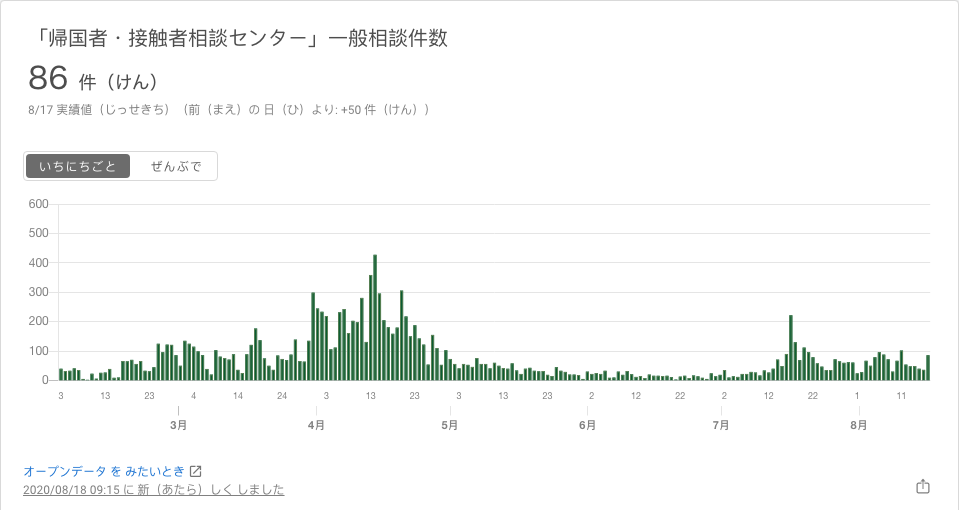 「帰国者・接触者相談センター」一般相談件数
86 件（けん）
8/17 実績値（じっせきち）（前（まえ）の 日（ひ）より: +50 件（けん））
いちにちごと ぜんぶで
600
500
400
300
200
100
0
3 13 23 4 14 24 3 13 23 3 13 23 2 12 22 2 12 22 1 11
3月 4月 5月 6月 7月 8月
オープンデータ を みたいとき
2020/08/18 09:15 に 新（あたら）しく しました